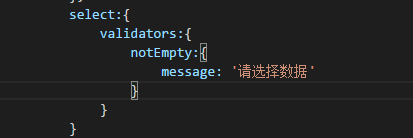 select:{
validators:{
notEmpty:{
message: '请选择数据'
}
}
}